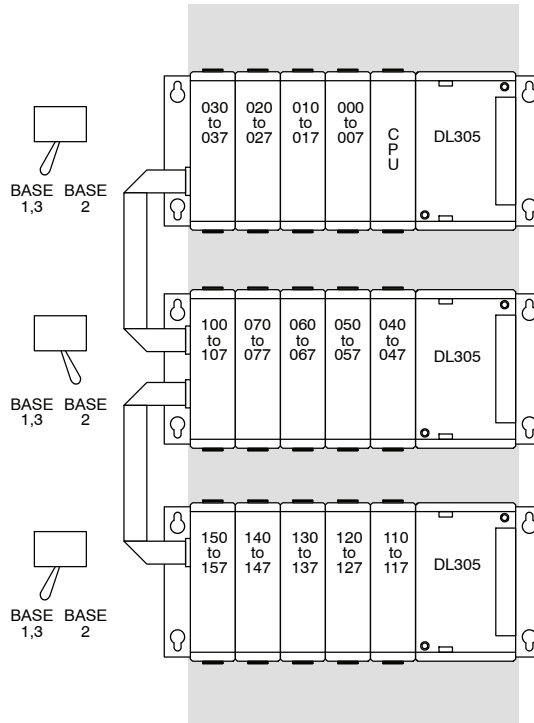 030 to 037
020 to 027
010 to 017
000 to 007
CPU
DL305
BASE 1,3
BASE 2
100 to 107
070 to 077
060 to 067
050 to 057
040 to 047
DL305
BASE 1,3
BASE 2
150 to 157
140 to 147
130 to 137
120 to 127
110 to 117
DL305
BASE 1,3
BASE 2